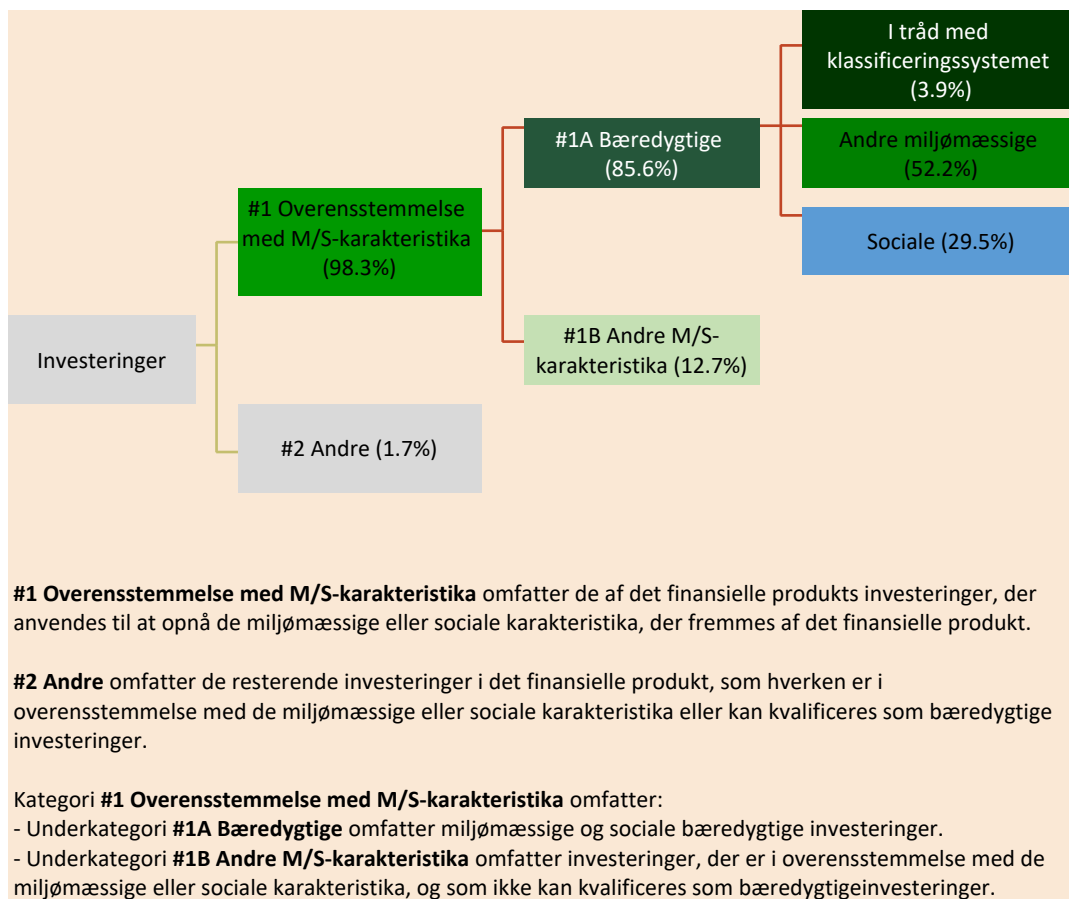 I tråd med
klassificeringssystemet
(3.9%)
#1A Bæredygtige
(85.6%)
Andre miljømæssige
(52.2%)
#1 Overensstemmelse
med M/S-karakteristika
(98.3%)
Sociale (29.5%)
Investeringer
#1B Andre M/S-
karakteristika (12.7%)
#2 Andre (1.7%)
#1 Overensstemmelse med M/S-karakteristika omfatter de af det finansielle produkts investeringer, der
anvendes til at opnå de miljømæssige eller sociale karakteristika, der fremmes af det finansielle produkt.
#2 Andre omfatter de resterende investeringer i det finansielle produkt, som hverken er i
overensstemmelse med de miljømæssige eller sociale karakteristika eller kan kvalificeres som bæredygtige
investeringer.
Kategori #1 Overensstemmelse med M/S-karakteristika omfatter:
- Underkategori #1A Bæredygtige omfatter miljømæssige og sociale bæredygtige investeringer.
- Underkategori #1B Andre M/S-karakteristika omfatter investeringer, der er i overensstemmelse med de
miljømæssige eller sociale karakteristika, og som ikke kan kvalificeres som bæredygtigeinvesteringer.